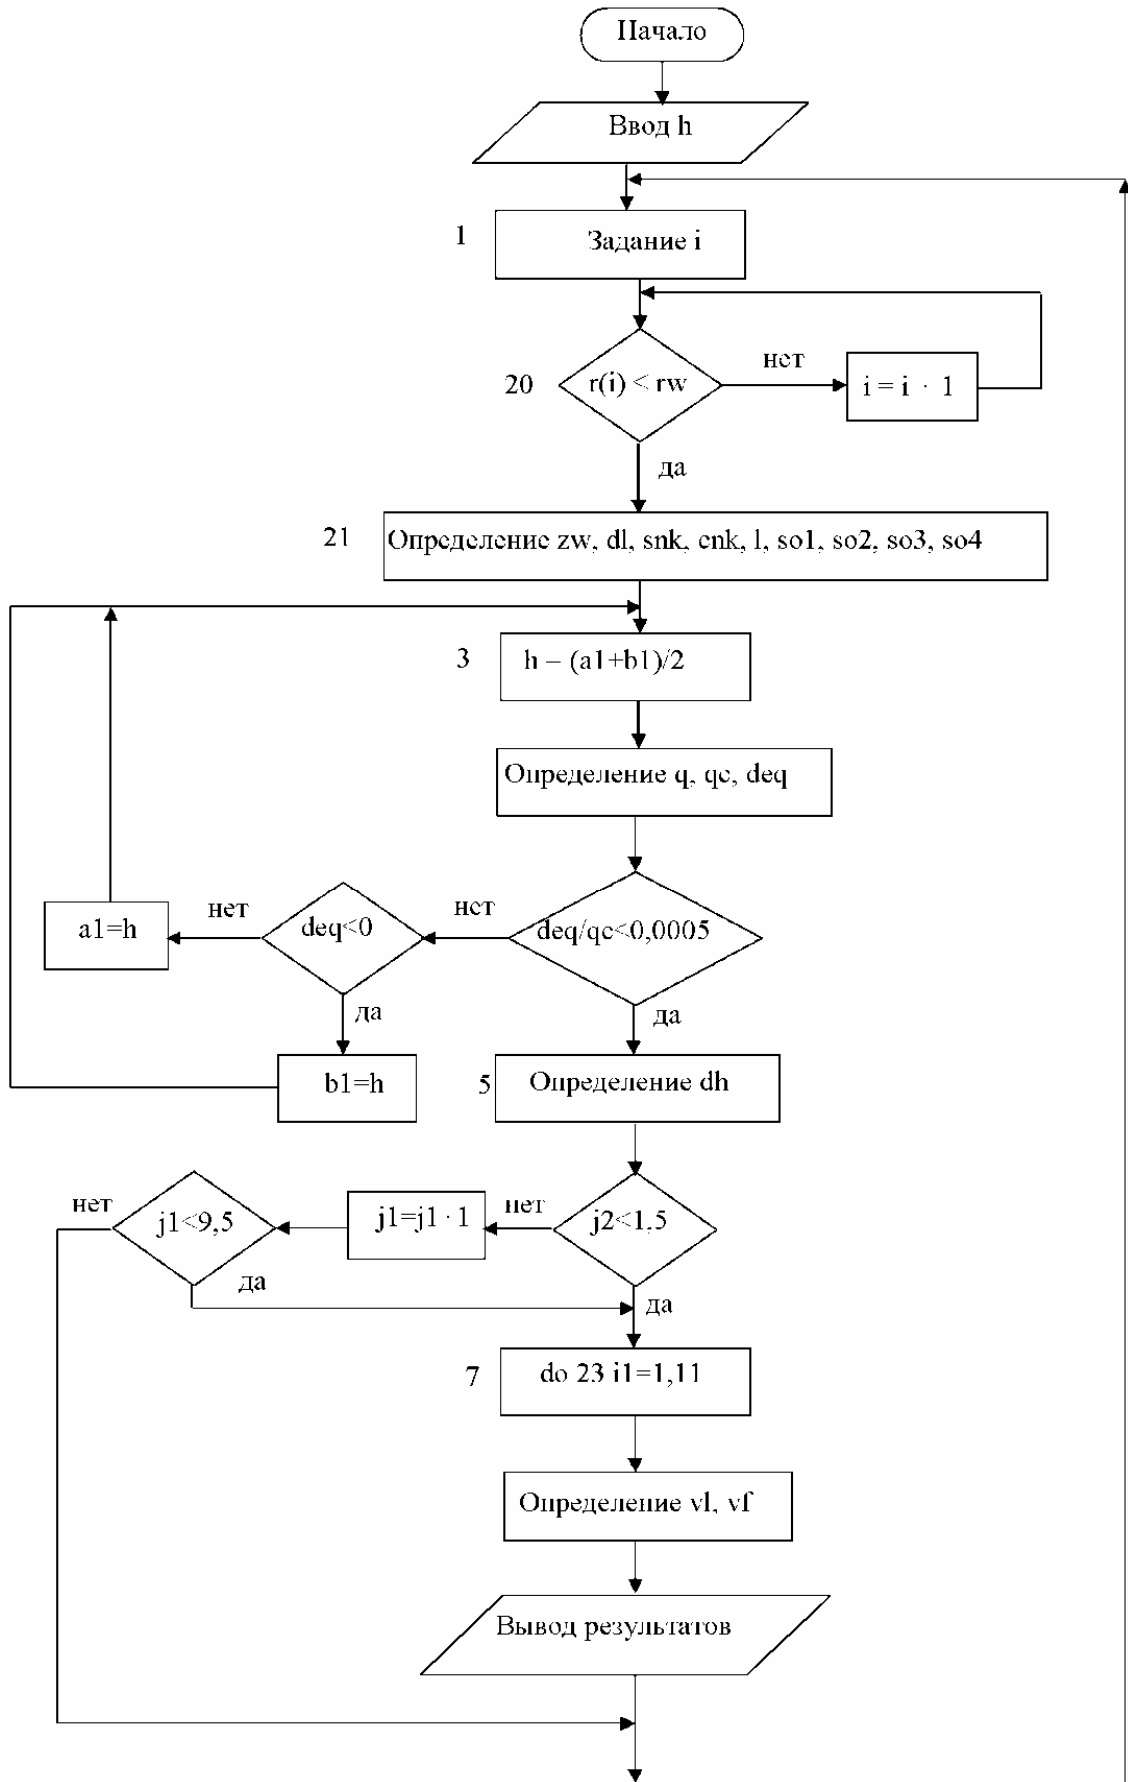 Начало
Ввод h
1
Задание i
20
r(i) < rw
нет
i = i · 1
да
21
Определение zw, dl, snk, cnk, l, so1, so2, so3, so4
3
h – (a1+b1)/2
Определение q, qc, deq
a1=h
нет
deq<0
нет
deq/qc<0,0005
да
да
b1=h
5
Определение dh
нет
j1<9,5
j1=j1 · 1
нет
j2<1,5
да
да
7
do 23 i1=1,11
Определение vl, vf
Вывод результатов